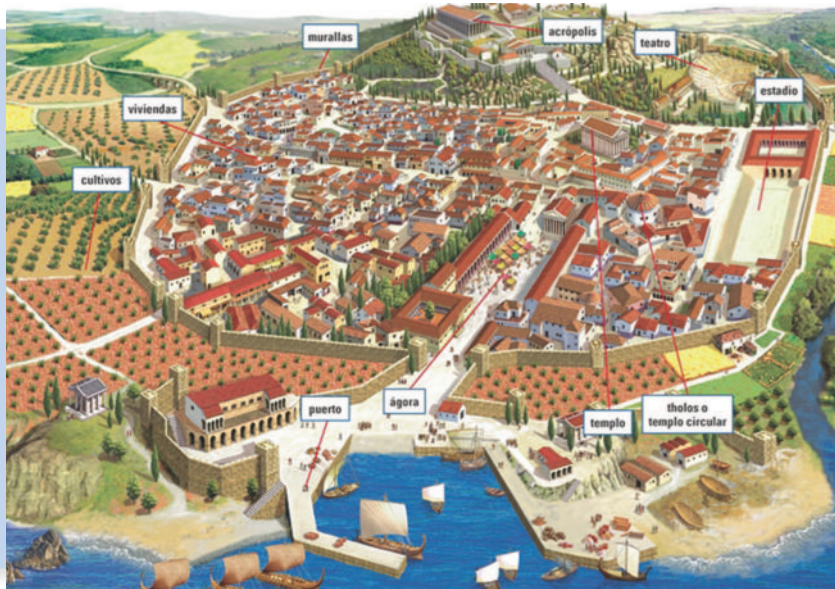 acrópolis
murallas
teatro
estadio
viviendas
cultivos
puerto
ágora
templo
tholos o
templo circular